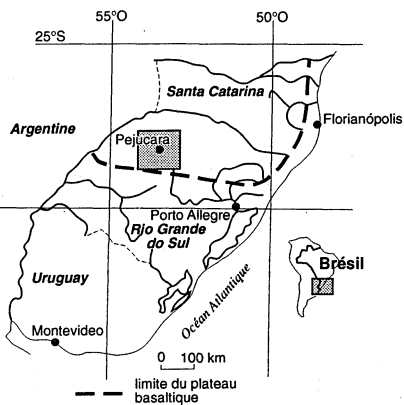 55°O
50°O
25°S
Santa Catarina
Florianópolis
Argentine
Pejuçara
Porto Allegre
Rio Grande
do Sul
Uruguay
Océan Atlantique
Brésil
Montevideo
0 100 km
limite du plateau
basaltique